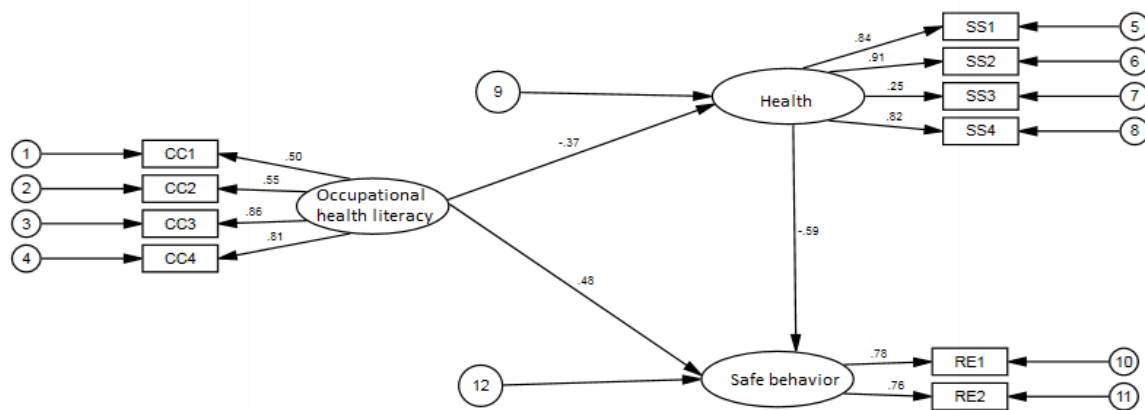 SS1
5
.84
SS2
6
.91
9
Health
.25
SS3
7
.82
SS4
8
-.37
1
CC1
.50
2
CC2
.55
Occupational
health literacy
3
CC3
.86
4
CC4
.81
-.59
.48
.78
RE1
10
12
Safe behavior
.76
RE2
11